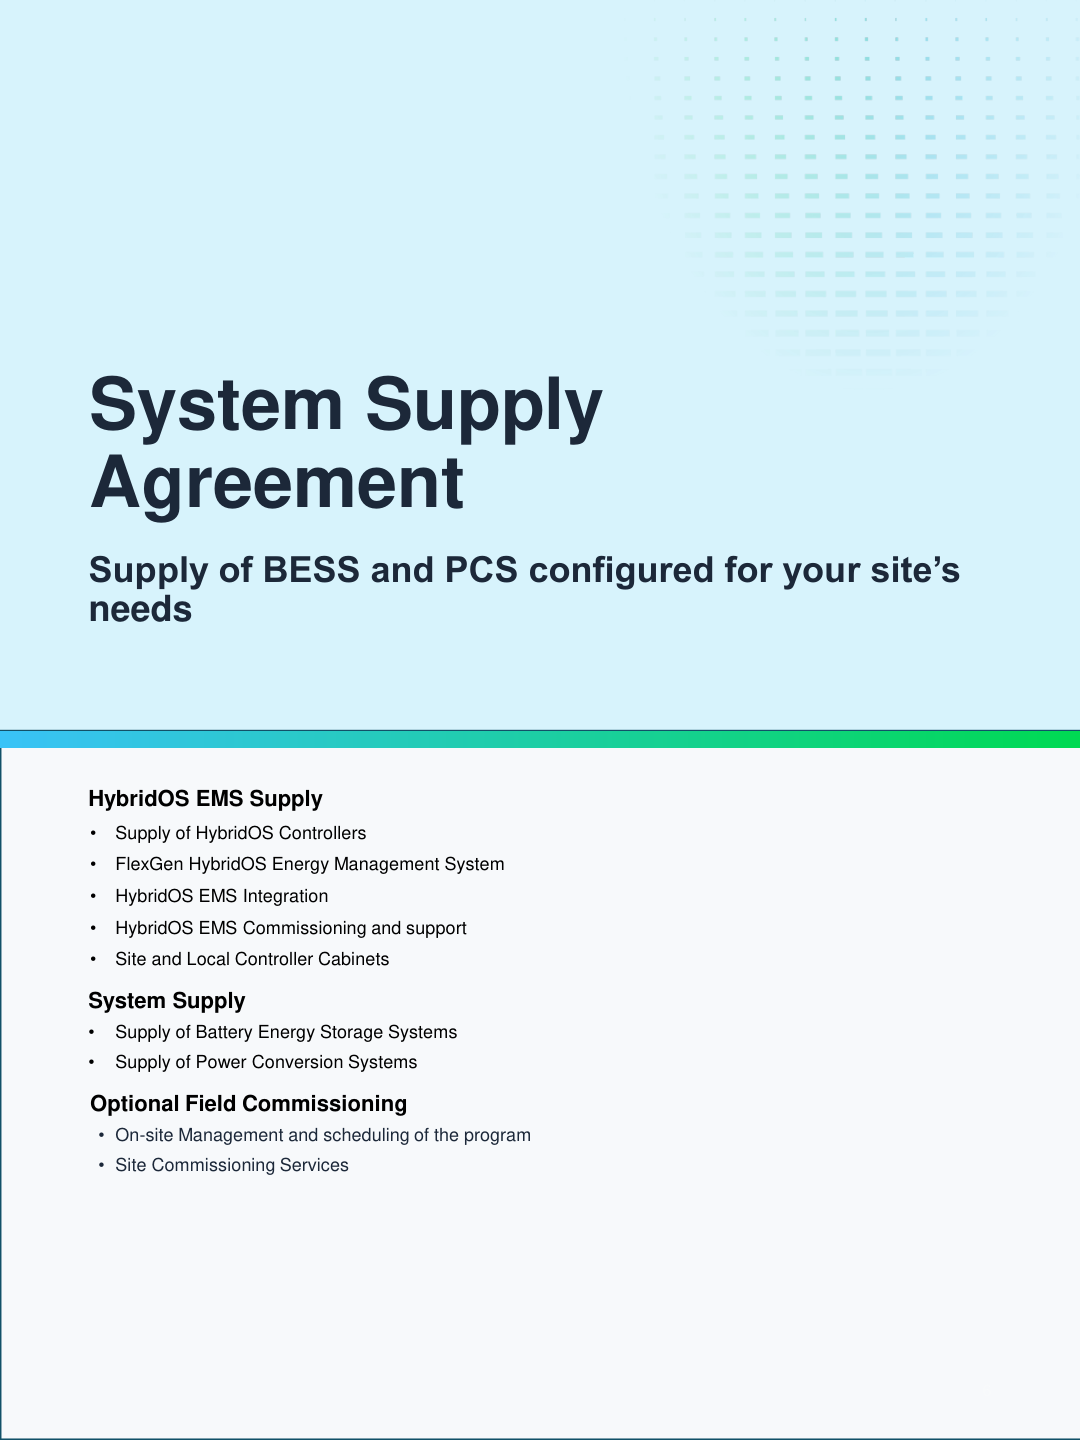 System Supply
Agreement
Supply of BESS and PCS configured for your site’s
needs
HybridOS EMS Supply
• Supply of HybridOS Controllers
• FlexGen HybridOS Energy Management System
• HybridOS EMS Integration
• HybridOS EMS Commissioning and support
• Site and Local Controller Cabinets
System Supply
• Supply of Battery Energy Storage Systems
• Supply of Power Conversion Systems
Optional Field Commissioning
• On-site Management and scheduling of the program
• Site Commissioning Services